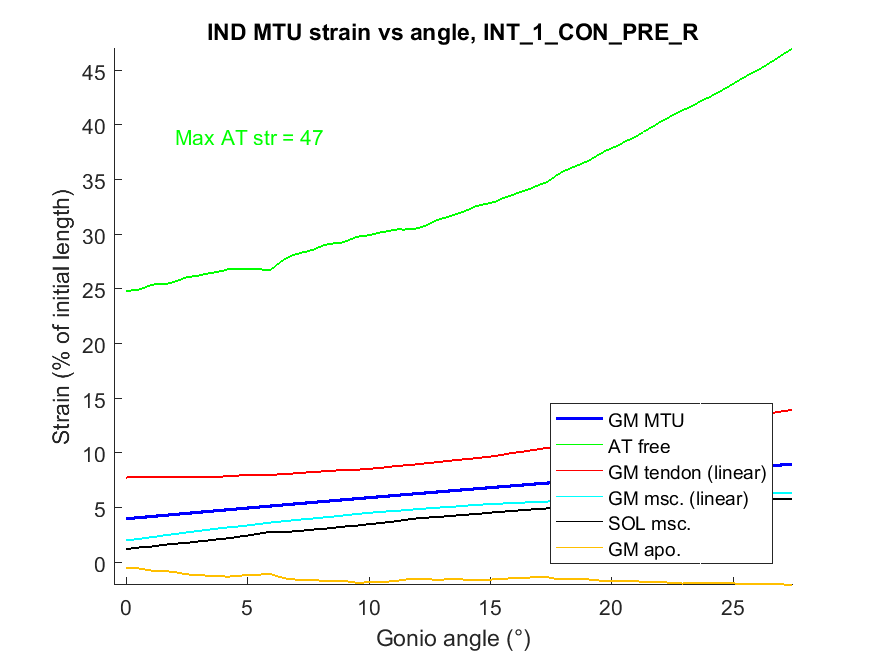 IND MTU strain vs angle, INT_1_CON_PRE_R
Max AT str = 47
Strain (% of initial length)
45
40
35
30
25
20
15
10
5
0
GM MTU
AT free
GM tendon (linear)
GM msc. (linear)
SOL msc.
GM apo.
0 5 10 15 20 25
Gonio angle (°)